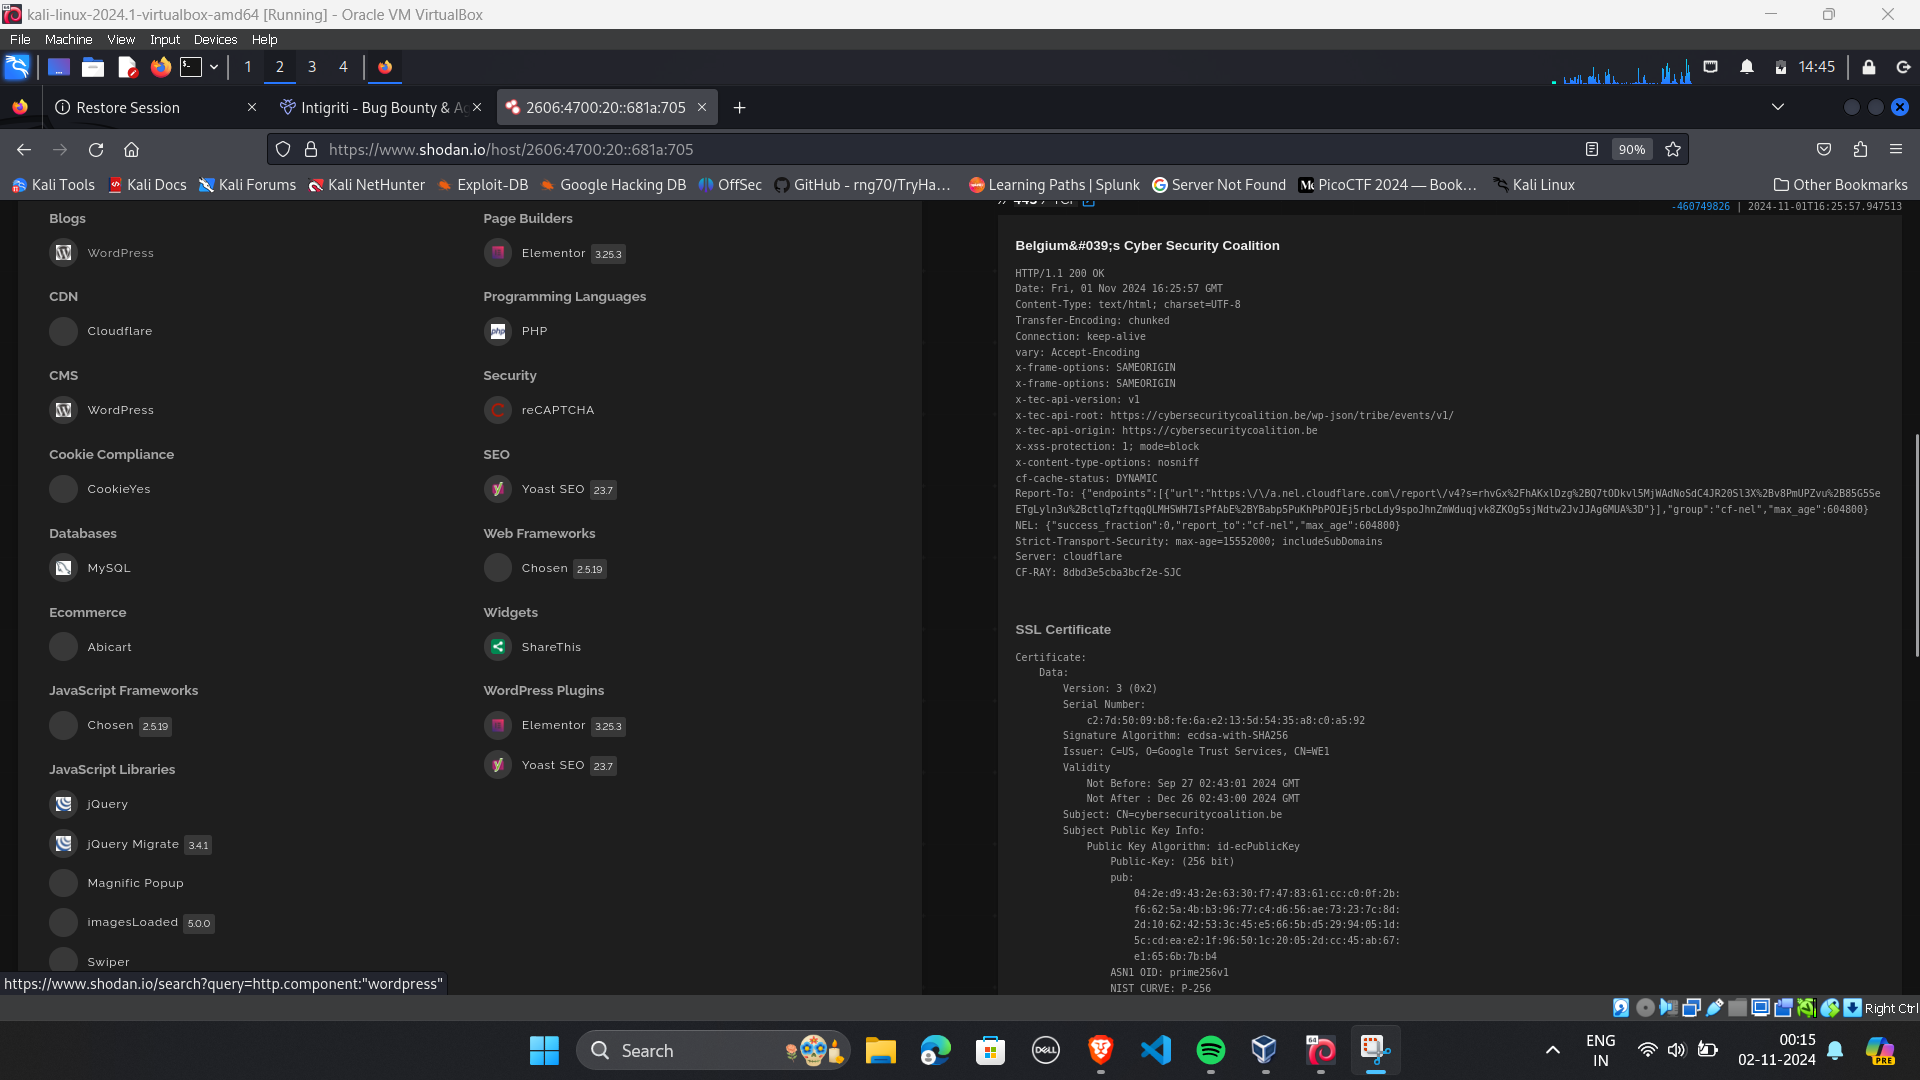 kali-linux-2024.1-virtualbox-amd64 [Running] - Oracle VM VirtualBox
File Machine View Input Devices Help
1 2 3 4 14:45
Restore Session
Intigriti - Bug Bounty & Ag
2606:4700:20::681a:705
https://www.shodan.io/host/2606:4700:20::681a:705
90%
Kali Tools Kali Docs Kali Forums Kali NetHunter Exploit-DB Google Hacking DB OffSec GitHub - rng70/TryHa… Learning Paths | Splunk Server Not Found PicoCTF 2024 — Book… Kali Linux Other Bookmarks
Blogs
WordPress
CDN
Cloudflare
CMS
WordPress
Cookie Compliance
CookieYes
Databases
MySQL
Ecommerce
Abicart
JavaScript Frameworks
Chosen 2.5.19
JavaScript Libraries
jQuery
jQuery Migrate 3.4.1
Magnific Popup
imagesLoaded 5.0.0
Swiper
https://www.shodan.io/search?query=http.component:"wordpress"
Page Builders
Elementor 3.25.3
Programming Languages
PHP
Security
reCAPTCHA
SEO
Yoast SEO 23.7
Web Frameworks
Chosen 2.5.19
Widgets
ShareThis
WordPress Plugins
Elementor 3.25.3
Yoast SEO 23.7
// 443 / TCP
-460749826 | 2024-11-01T16:25:57.947513
Belgium&#039;s Cyber Security Coalition
HTTP/1.1 200 OK
Date: Fri, 01 Nov 2024 16:25:57 GMT
Content-Type: text/html; charset=UTF-8
Transfer-Encoding: chunked
Connection: keep-alive
vary: Accept-Encoding
x-frame-options: SAMEORIGIN
x-frame-options: SAMEORIGIN
x-tec-api-version: v1
x-tec-api-root: https://cybersecuritycoalition.be/wp-json/tribe/events/v1/
x-tec-api-origin: https://cybersecuritycoalition.be
x-xss-protection: 1; mode=block
x-content-type-options: nosniff
cf-cache-status: DYNAMIC
Report-To: {"endpoints":[{"url":"https:\/\/a.nel.cloudflare.com\/report\/v4?s=rhvGx%2FhAKxlDzg%2BQ7tODkvl5MjWAdNoSdC4JR20Sl3X%2Bv8PmUPZvu%2B85G5Se
ETgLyln3u%2BctlqTzftqqQLMHSWH7IsPfAbE%2BYBabp5PuKhPbPOJEj5rbcLdy9spoJhnZmWduqjvk8ZKOg5sjNdtw2JvJJAg6MUA%3D"}],"group":"cf-nel","max_age":604800}
NEL: {"success_fraction":0,"report_to":"cf-nel","max_age":604800}
Strict-Transport-Security: max-age=15552000; includeSubDomains
Server: cloudflare
CF-RAY: 8dbd3e5cba3bcf2e-SJC
SSL Certificate
Certificate:
Data:
Version: 3 (0x2)
Serial Number:
c2:7d:50:09:b8:fe:6a:e2:13:5d:54:35:a8:c0:a5:92
Signature Algorithm: ecdsa-with-SHA256
Issuer: C=US, O=Google Trust Services, CN=WE1
Validity
Not Before: Sep 27 02:43:01 2024 GMT
Not After : Dec 26 02:43:00 2024 GMT
Subject: CN=cybersecuritycoalition.be
Subject Public Key Info:
Public Key Algorithm: id-ecPublicKey
Public-Key: (256 bit)
pub:
04:2e:d9:43:2e:63:30:f7:47:83:61:cc:c0:0f:2b:
f6:62:5a:4b:b3:96:77:c4:d6:56:ae:73:23:7c:8d:
2d:10:62:42:53:3c:45:e5:66:5b:d5:29:94:05:1d:
5c:cd:ea:e2:1f:96:50:1c:20:05:2d:cc:45:ab:67:
e1:65:6b:7b:b4
ASN1 OID: prime256v1
NIST CURVE: P-256
Right Ctrl
Search
ENG
IN
00:15
02-11-2024